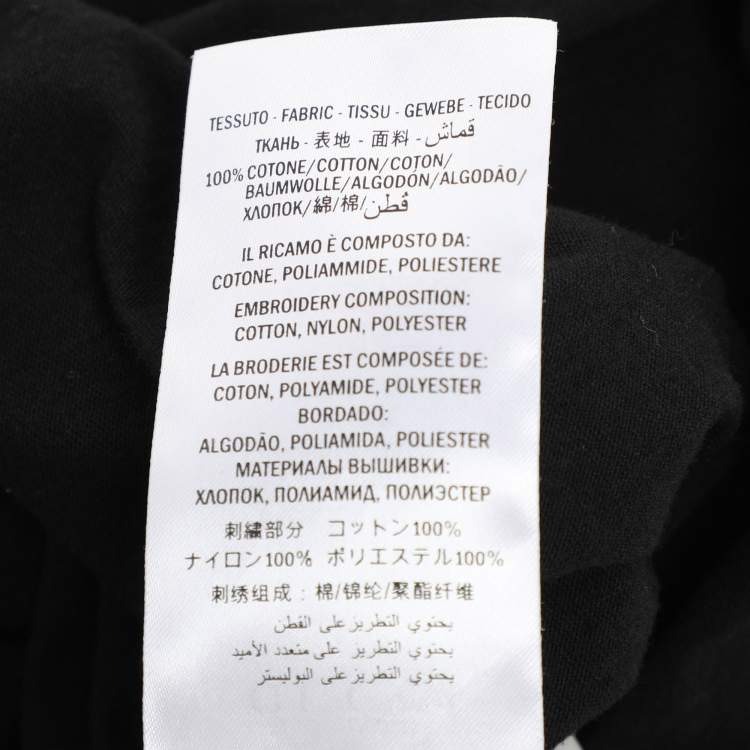 TESSUTO - FABRIC - TISSU - GEWEBE - TECIDO
ТКАНЬ - 表地 - 面料 - قماش
100% COTONE/COTTON/COTON/
BAUMWOLLE/ALGODÓN/ALGODÃO/
ХЛОПОК/綿/棉/قطن
IL RICAMO È COMPOSTO DA:
COTONE, POLIAMMIDE, POLIESTERE
EMBROIDERY COMPOSITION:
COTTON, NYLON, POLYESTER
LA BRODERIE EST COMPOSÉE DE:
COTON, POLYAMIDE, POLYESTER
BORDADO:
ALGODÃO, POLIAMIDA, POLIESTER
МАТЕРИАЛЫ ВЫШИВКИ:
ХЛОПОК, ПОЛИАМИД, ПОЛИЭСТЕР
刺繍部分 コットン100%
ナイロン100% ポリエステル100%
刺绣组成：棉/锦纶/聚酯纤维
يحتوي التطريز على القطن
يحتوي التطريز على متعدد الأميد
يحتوي التطريز على البوليستر